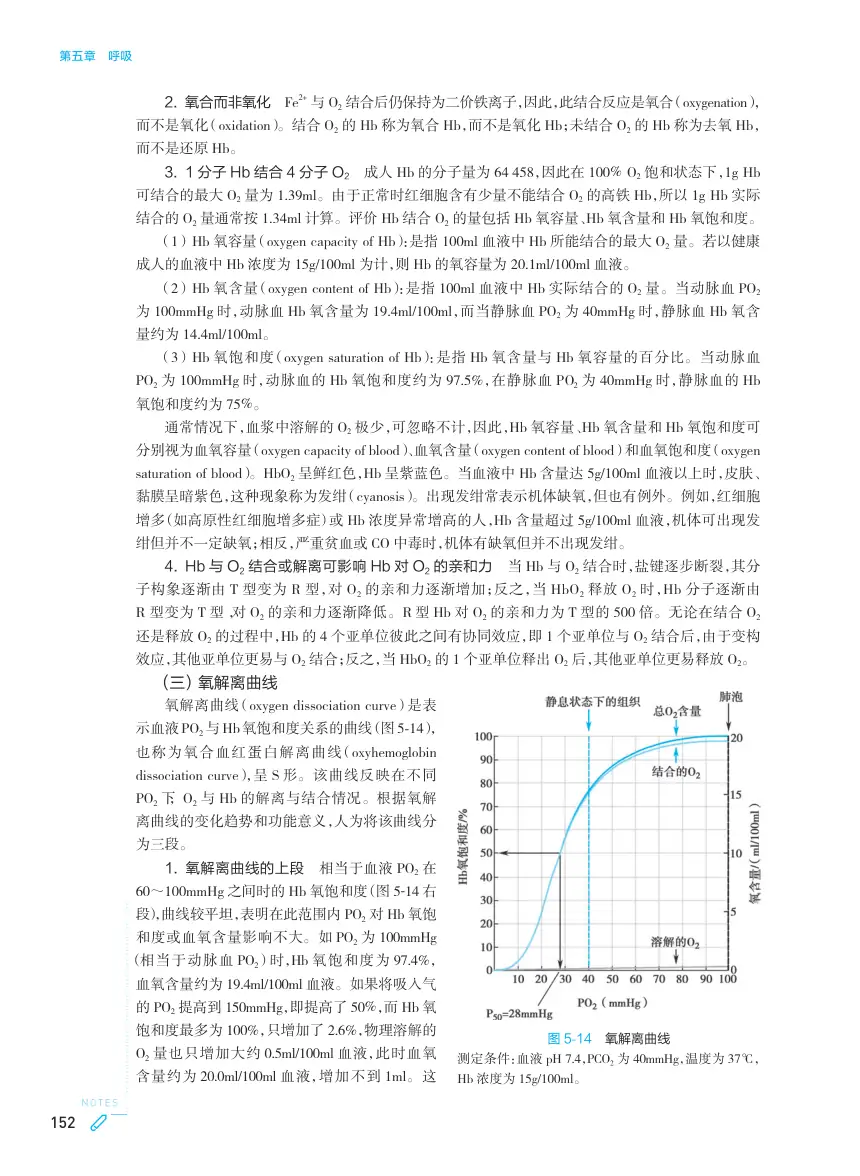 第五章 呼吸
2. 氧合而非氧化 Fe²⁺ 与 O₂ 结合后仍保持为二价铁离子,因此,此结合反应是氧合(oxygenation),
而不是氧化(oxidation)。结合 O₂ 的 Hb 称为氧合 Hb,而不是氧化 Hb;未结合 O₂ 的 Hb 称为去氧 Hb,
而不是还原 Hb。
3. 1 分子 Hb 结合 4 分子 O₂ 成人 Hb 的分子量为 64 458,因此在 100% O₂ 饱和状态下,1g Hb
可结合的最大 O₂ 量为 1.39ml。由于正常时红细胞含有少量不能结合 O₂ 的高铁 Hb,所以 1g Hb 实际
结合的 O₂ 量通常按 1.34ml 计算。评价 Hb 结合 O₂ 的量包括 Hb 氧容量、Hb 氧含量和 Hb 氧饱和度。
(1)Hb 氧容量(oxygen capacity of Hb):是指 100ml 血液中 Hb 所能结合的最大 O₂ 量。若以健康
成人的血液中 Hb 浓度为 15g/100ml 为计,则 Hb 的氧容量为 20.1ml/100ml 血液。
(2)Hb 氧含量(oxygen content of Hb):是指 100ml 血液中 Hb 实际结合的 O₂ 量。当动脉血 PO₂
为 100mmHg 时,动脉血 Hb 氧含量为 19.4ml/100ml,而当静脉血 PO₂ 为 40mmHg 时,静脉血 Hb 氧含
量约为 14.4ml/100ml。
(3)Hb 氧饱和度(oxygen saturation of Hb):是指 Hb 氧含量与 Hb 氧容量的百分比。当动脉血
PO₂ 为 100mmHg 时,动脉血的 Hb 氧饱和度约为 97.5%,在静脉血 PO₂ 为 40mmHg 时,静脉血的 Hb
氧饱和度约为 75%。
通常情况下,血浆中溶解的 O₂ 极少,可忽略不计,因此,Hb 氧容量、Hb 氧含量和 Hb 氧饱和度可
分别视为血氧容量(oxygen capacity of blood)、血氧含量(oxygen content of blood)和血氧饱和度(oxygen
saturation of blood)。HbO₂ 呈鲜红色,Hb 呈紫蓝色。当血液中 Hb 含量达 5g/100ml 血液以上时,皮肤、
黏膜呈暗紫色,这种现象称为发绀(cyanosis)。出现发绀常表示机体缺氧,但也有例外。例如,红细胞
增多(如高原性红细胞增多症)或 Hb 浓度异常增高的人,Hb 含量超过 5g/100ml 血液,机体可出现发
绀但并不一定缺氧;相反,严重贫血或 CO 中毒时,机体有缺氧但并不出现发绀。
4. Hb 与 O₂ 结合或解离可影响 Hb 对 O₂ 的亲和力 当 Hb 与 O₂ 结合时,盐键逐步断裂,其分
子构象逐渐由 T 型变为 R 型,对 O₂ 的亲和力逐渐增加;反之,当 HbO₂ 释放 O₂ 时,Hb 分子逐渐由
R 型变为 T 型,对 O₂ 的亲和力逐渐降低。R 型 Hb 对 O₂ 的亲和力为 T 型的 500 倍。无论在结合 O₂
还是释放 O₂ 的过程中,Hb 的 4 个亚单位彼此之间有协同效应,即 1 个亚单位与 O₂ 结合后,由于变构
效应,其他亚单位更易与 O₂ 结合;反之,当 HbO₂ 的 1 个亚单位释出 O₂ 后,其他亚单位更易释放 O₂。
(三)氧解离曲线
氧解离曲线(oxygen dissociation curve)是表
示血液 PO₂ 与 Hb 氧饱和度关系的曲线(图 5-14),
也称为氧合血红蛋白解离曲线(oxyhemoglobin
dissociation curve),呈 S 形。该曲线反映在不同
PO₂ 下 O₂ 与 Hb 的解离与结合情况。根据氧解
离曲线的变化趋势和功能意义,人为将该曲线分
为三段。
1. 氧解离曲线的上段 相当于血液 PO₂ 在
60～100mmHg 之间时的 Hb 氧饱和度(图 5-14 右
段),曲线较平坦,表明在此范围内 PO₂ 对 Hb 氧饱
和度或血氧含量影响不大。如 PO₂ 为 100mmHg
(相当于动脉血 PO₂)时,Hb 氧饱和度为 97.4%,
血氧含量约为 19.4ml/100ml 血液。如果将吸入气
的 PO₂ 提高到 150mmHg,即提高了 50%,而 Hb 氧
饱和度最多为 100%,只增加了 2.6%,物理溶解的
O₂ 量也只增加大约 0.5ml/100ml 血液,此时血氧
含量约为 20.0ml/100ml 血液,增加不到 1ml。这
静息状态下的组织
总O₂含量
肺泡
结合的O₂
溶解的O₂
Hb氧饱和度/%
100
90
80
70
60
50
40
30
20
10
0
20
15
10
5
0
氧含量/(ml/100ml)
10 20 30 40 50 60 70 80 90 100
P₅₀=28mmHg
PO₂(mmHg)
图 5-14 氧解离曲线
测定条件:血液 pH 7.4,PCO₂ 为 40mmHg,温度为 37℃,
Hb 浓度为 15g/100ml。
NOTES
152